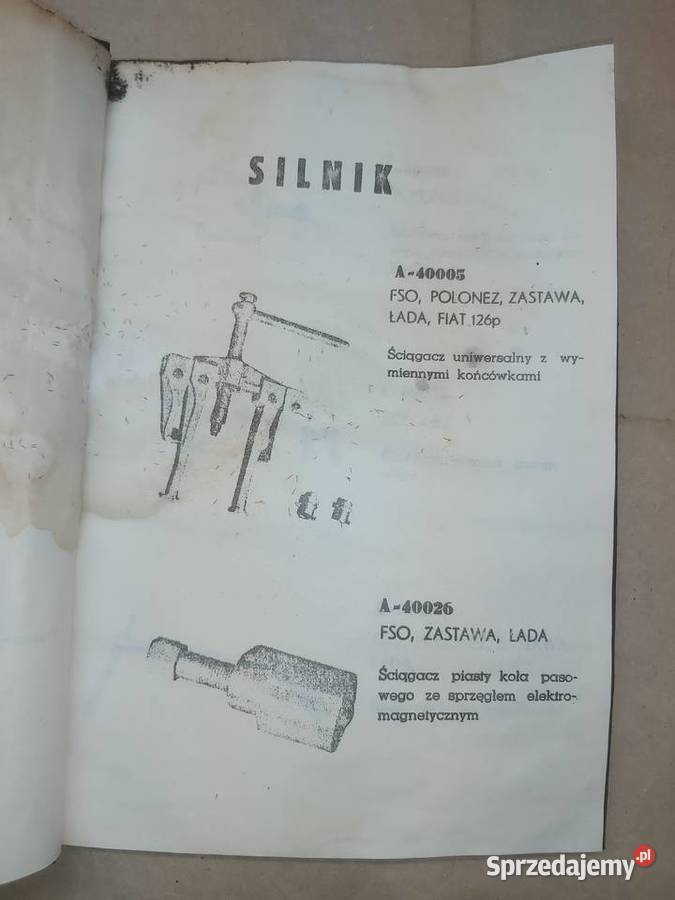 SILNIK
A-40005
FSO, POLONEZ, ZASTAWA,
ŁADA, FIAT 126p
Ściągacz uniwersalny z wy-
miennymi końcówkami
A-40026
FSO, ZASTAWA, ŁADA
Ściągacz piasty koła paso-
wego ze sprzęgłem elektro-
magnetycznym
Sprzedajemy.pl